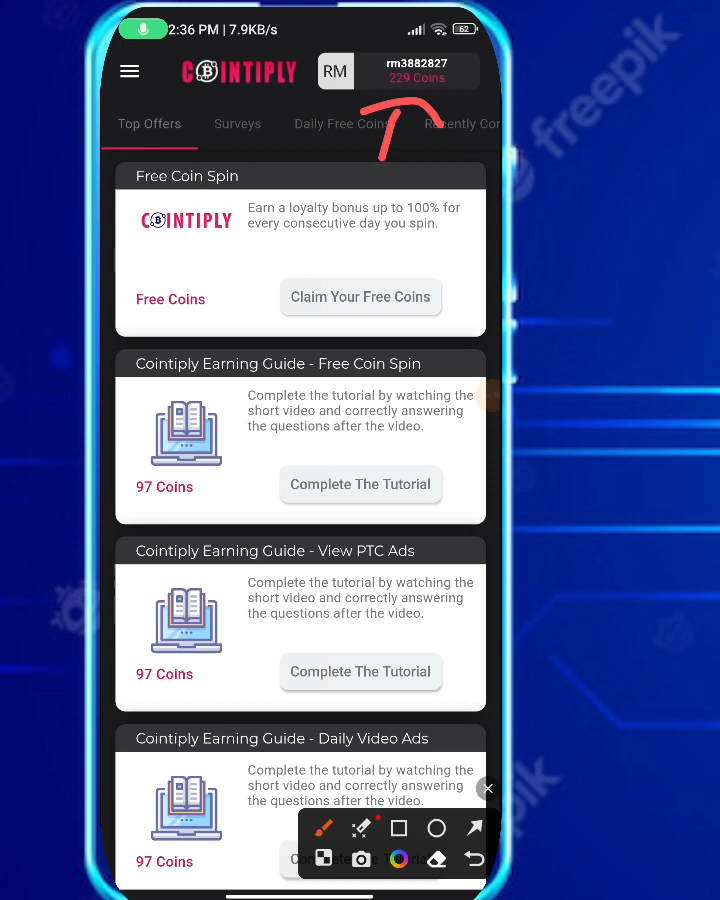 2:36 PM | 7.9KB/s
62
COINTIPLY
RM
rm3882827
229 Coins
Top Offers
Surveys
Daily Free Coins
Recently Con
Free Coin Spin
COINTIPLY
Earn a loyalty bonus up to 100% for
every consecutive day you spin.
Free Coins
Claim Your Free Coins
Cointiply Earning Guide - Free Coin Spin
Complete the tutorial by watching the
short video and correctly answering
the questions after the video.
97 Coins
Complete The Tutorial
Cointiply Earning Guide - View PTC Ads
Complete the tutorial by watching the
short video and correctly answering
the questions after the video.
97 Coins
Complete The Tutorial
Cointiply Earning Guide - Daily Video Ads
Complete the tutorial by watching the
short video and correctly answering
the questions after the video.
97 Coins
freepik